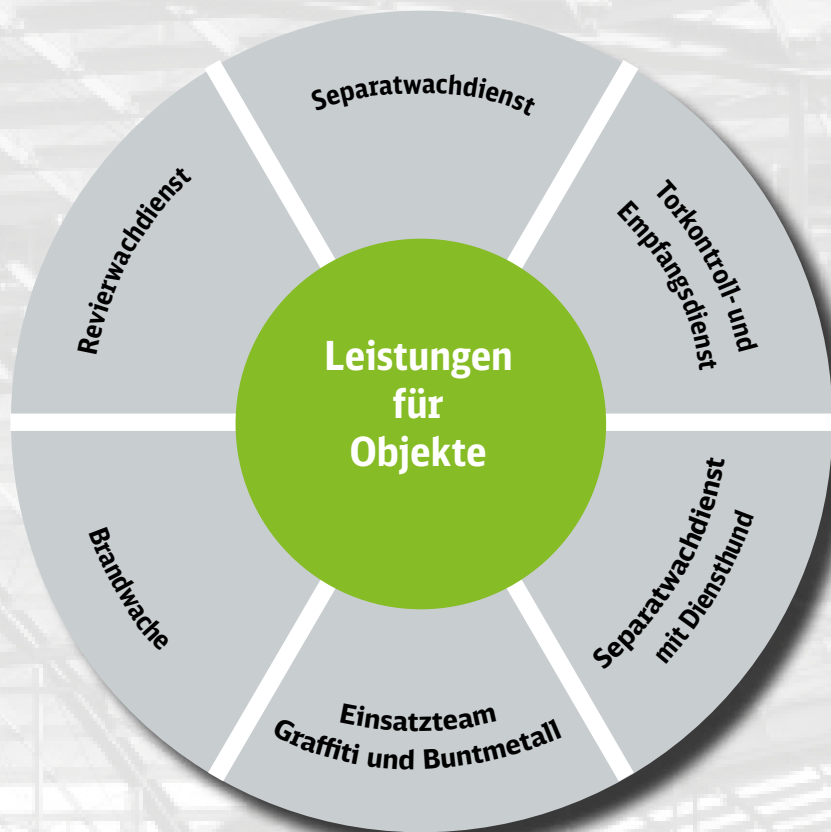 Leistungen
für
Objekte
Separatwachdienst
Torkontroll- und
Empfangsdienst
Separatwachdienst
mit Diensthund
Einsatzteam
Graffiti und Buntmetall
Brandwache
Revierwachdienst